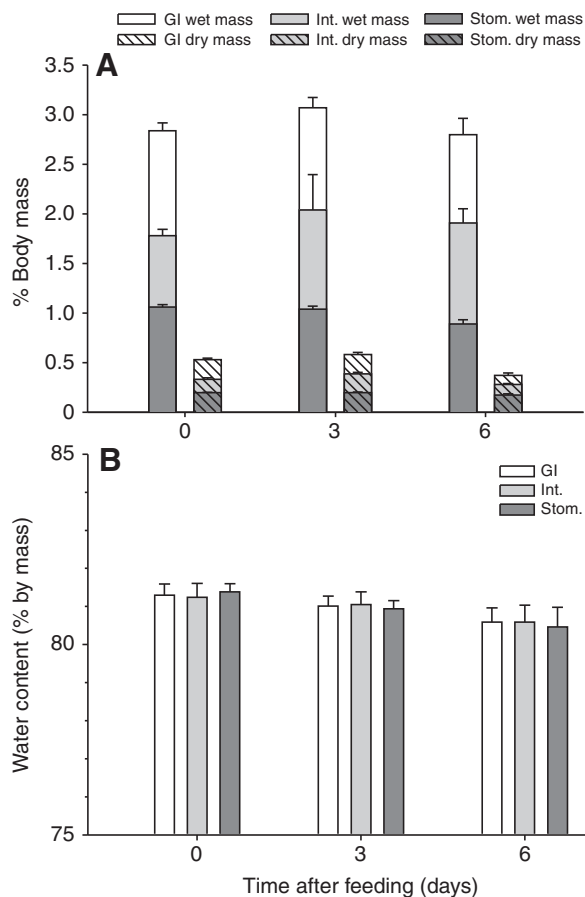 GI wet mass Int. wet mass Stom. wet mass
GI dry mass Int. dry mass Stom. dry mass
A
3.5
3.0
2.5
2.0
1.5
1.0
0.5
0
% Body mass
0 3 6
B
85
80
75
Water content (% by mass)
GI
Int.
Stom.
0 3 6
Time after feeding (days)